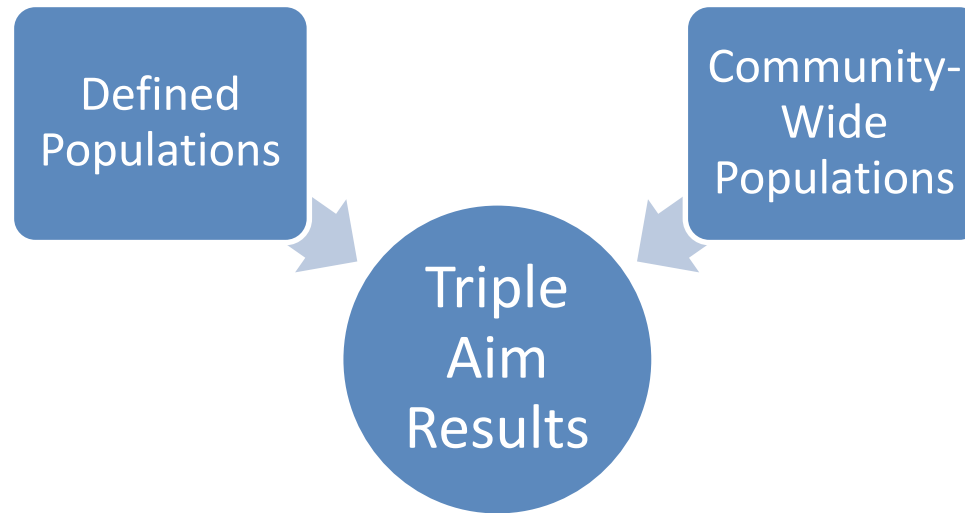 Defined
Populations
Community-
Wide
Populations
Triple
Aim
Results